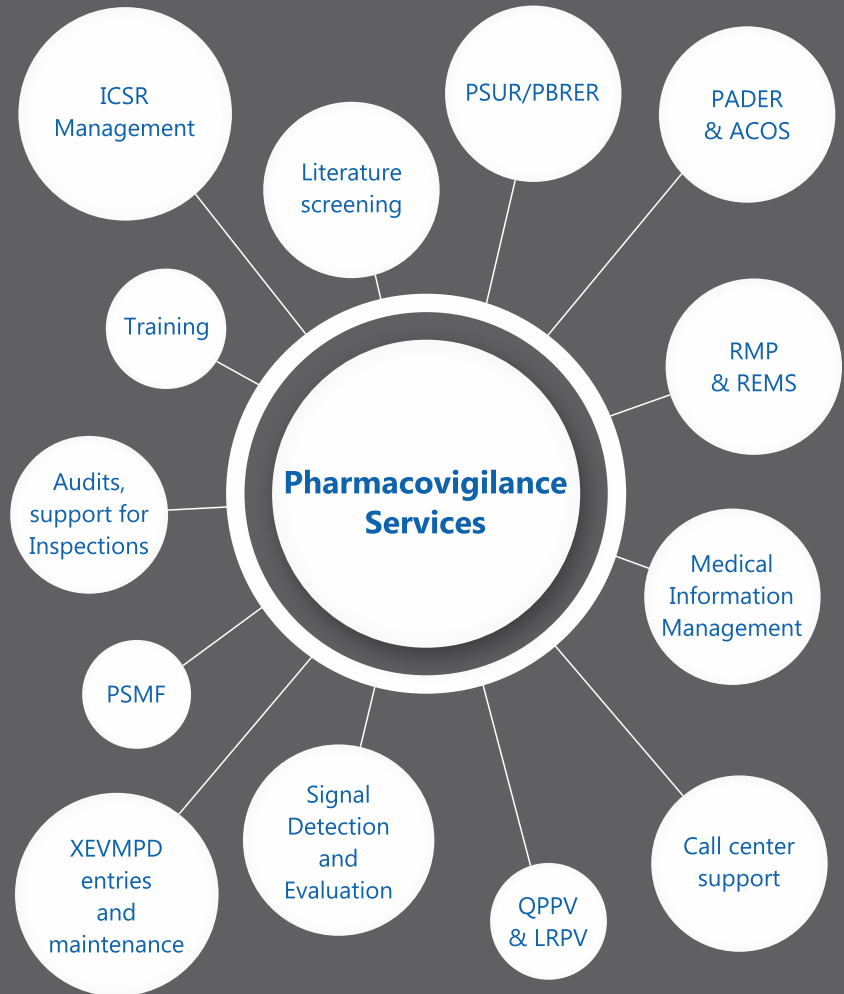 ICSR
Management
Literature
screening
PSUR/PBRER
PADER
& ACOS
Training
RMP
& REMS
Pharmacovigilance
Services
Audits,
support for
Inspections
Medical
Information
Management
PSMF
XEVMPD
entries
and
maintenance
Signal
Detection
and
Evaluation
QPPV
& LRPV
Call center
support